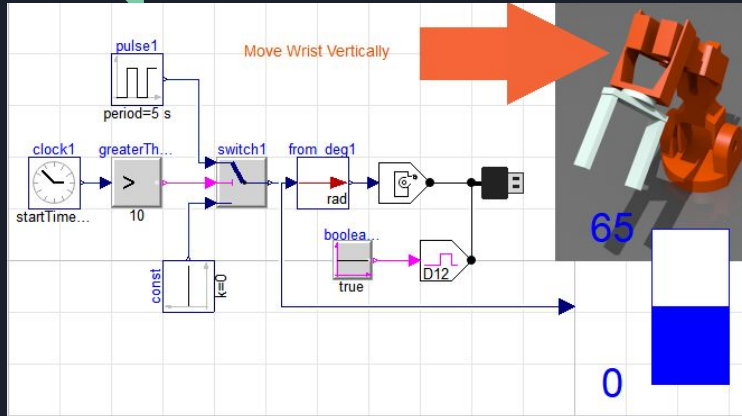 pulse1
Move Wrist Vertically
period=5 s
clock1
greaterTh...
switch1
from_deg1
>
rad
startTime...
10
boolea...
65
D12
true
const
k=0
0